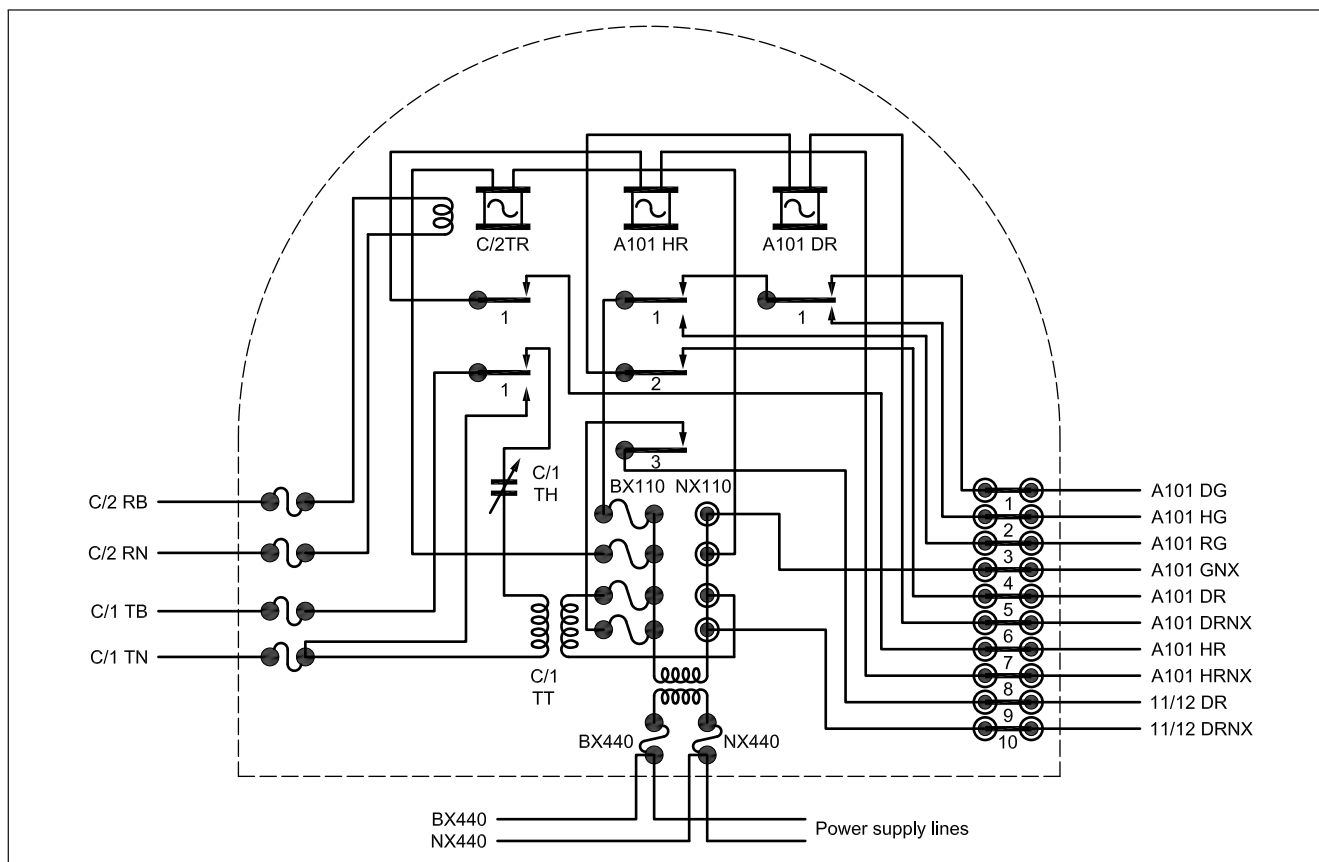 C/2TR
A101 HR
A101 DR
1
1
1
1
2
3
C/1
TH
BX110
NX110
C/2 RB
C/2 RN
C/1 TB
C/1 TN
C/1
TT
BX440
NX440
1
2
3
4
5
6
7
8
9
10
A101 DG
A101 HG
A101 RG
A101 GNX
A101 DR
A101 DRNX
A101 HR
A101 HRNX
11/12 DR
11/12 DRNX
BX440
NX440
Power supply lines